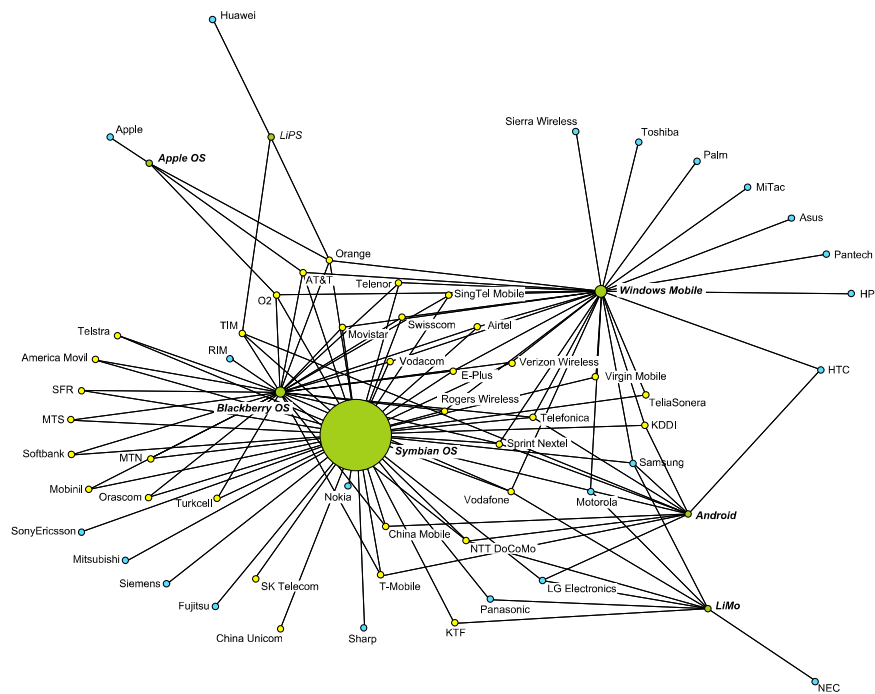 Huawei
Apple
LiPS
Apple OS
Sierra Wireless
Toshiba
Palm
MiTac
Asus
Pantech
HP
Windows Mobile
Orange
AT&T
Telenor
SingTel Mobile
O2
TIM
Movistar
Swisscom
Airtel
Telstra
RIM
America Movil
Vodacom
Verizon Wireless
E-Plus
Virgin Mobile
HTC
SFR
Blackberry OS
Rogers Wireless
TeliaSonera
MTS
Telefonica
KDDI
Symbian OS
Sprint Nextel
Softbank
MTN
Samsung
Mobinil
Orascom
Turkcell
Nokia
Vodafone
Motorola
Android
SonyEricsson
China Mobile
NTT DoCoMo
Mitsubishi
Siemens
SK Telecom
T-Mobile
LG Electronics
Fujitsu
Panasonic
LiMo
China Unicom
Sharp
KTF
NEC